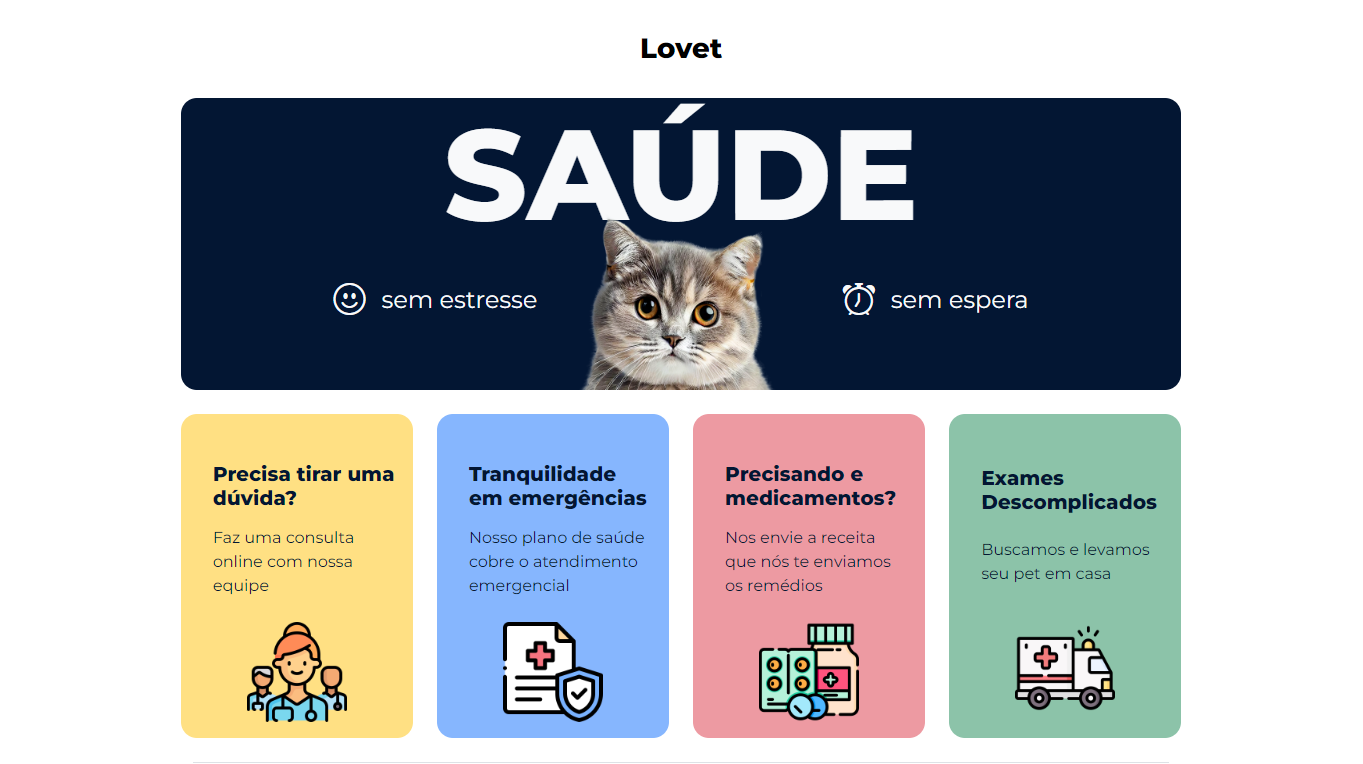 Lovet
SAÚDE
sem estresse
sem espera
Precisa tirar uma
dúvida?
Faz uma consulta
online com nossa
equipe
Tranquilidade
em emergências
Nosso plano de saúde
cobre o atendimento
emergencial
Precisando e
medicamentos?
Nos envie a receita
que nós te enviamos
os remédios
Exames
Descomplicados
Buscamos e levamos
seu pet em casa